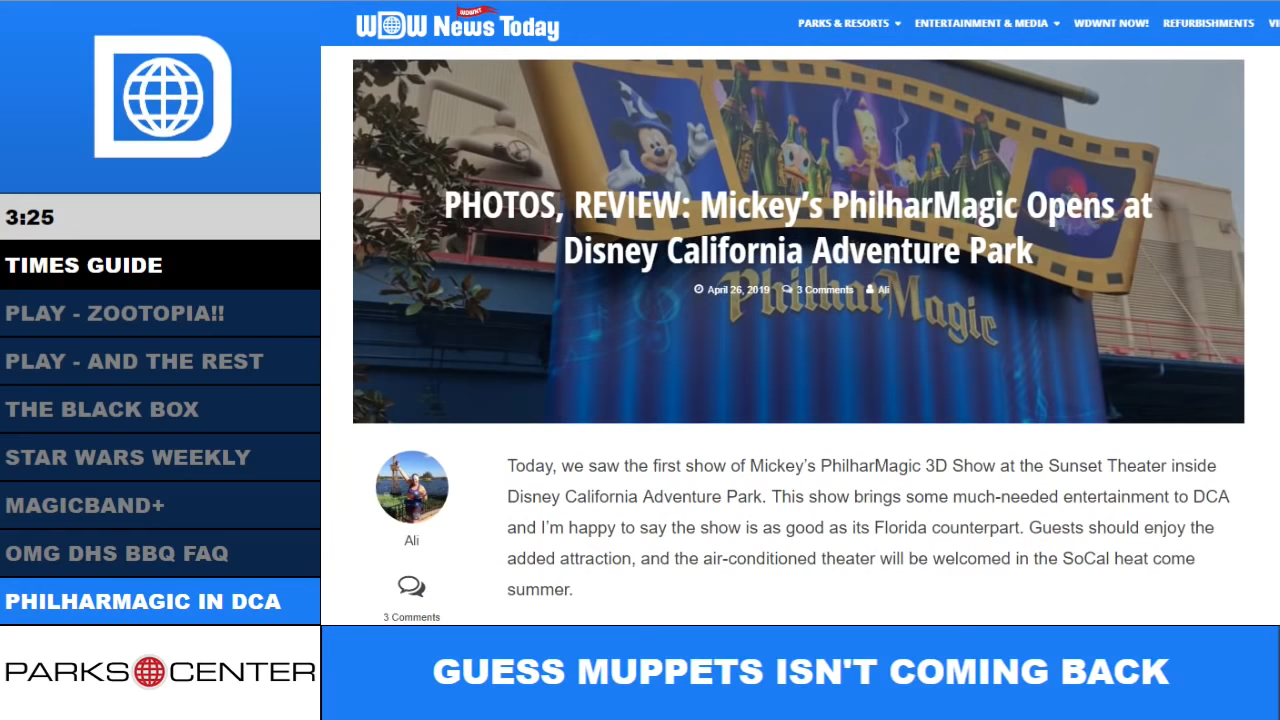 WDW News Today
WDWNT
PARKS & RESORTS
ENTERTAINMENT & MEDIA
WDWNT NOW!
REFURBISHMENTS
PHOTOS, REVIEW: Mickey's PhilharMagic Opens at
Disney California Adventure Park
April 26, 2019
3 Comments
Ali
PhilharMagic
3:25
TIMES GUIDE
PLAY - ZOOTOPIA!!
PLAY - AND THE REST
THE BLACK BOX
STAR WARS WEEKLY
MAGICBAND+
OMG DHS BBQ FAQ
PHILHARMAGIC IN DCA
PARKS CENTER
Ali
3 Comments
Today, we saw the first show of Mickey's PhilharMagic 3D Show at the Sunset Theater inside
Disney California Adventure Park. This show brings some much-needed entertainment to DCA
and I'm happy to say the show is as good as its Florida counterpart. Guests should enjoy the
added attraction, and the air-conditioned theater will be welcomed in the SoCal heat come
summer.
GUESS MUPPETS ISN'T COMING BACK